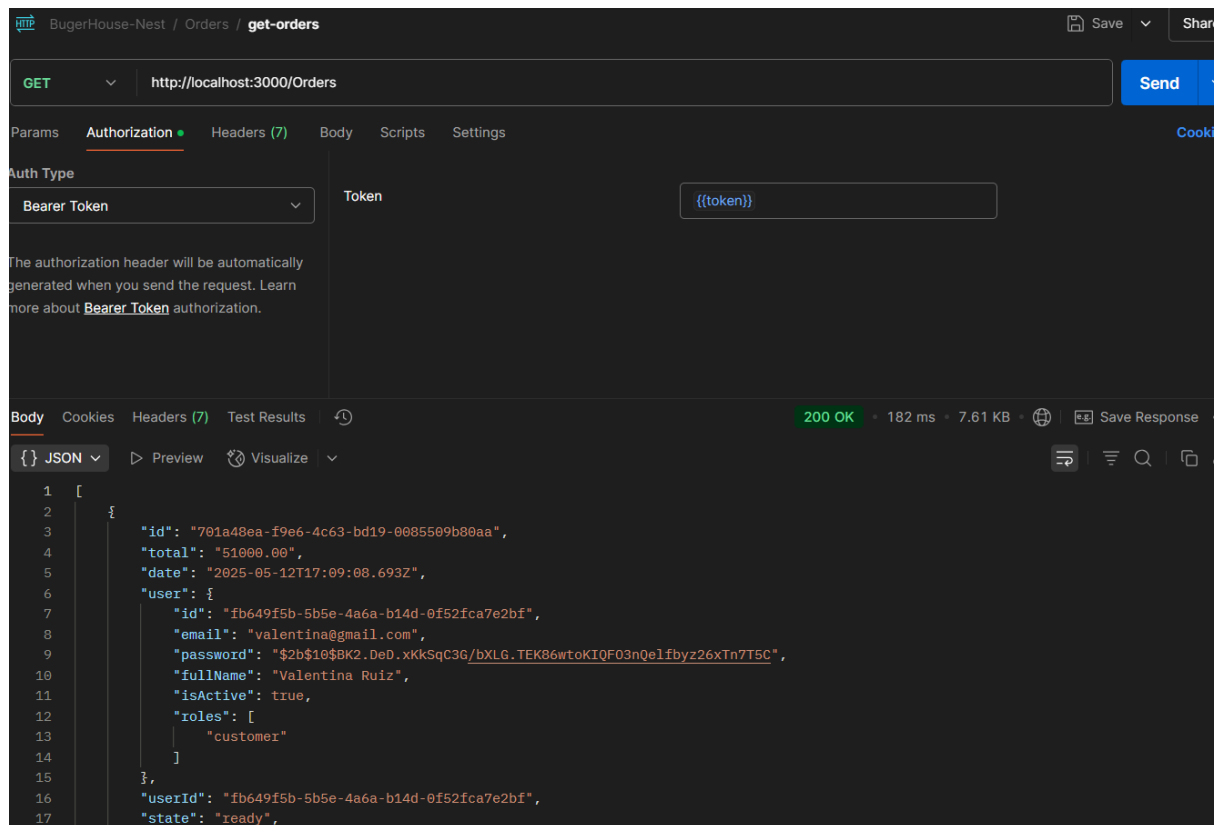 HTTP BugerHouse-Nest / Orders / get-orders Save Share
GET http://localhost:3000/Orders Send
Params Authorization Headers (7) Body Scripts Settings Cooki
Auth Type
Bearer Token
Token {{token}}
The authorization header will be automatically
generated when you send the request. Learn
more about Bearer Token authorization.
Body Cookies Headers (7) Test Results 200 OK • 182 ms • 7.61 KB • e.g. Save Response
{} JSON Preview Visualize
1 [
2 {
3 "id": "701a48ea-f9e6-4c63-bd19-0085509b80aa",
4 "total": "51000.00",
5 "date": "2025-05-12T17:09:08.693Z",
6 "user": {
7 "id": "fb649f5b-5b5e-4a6a-b14d-0f52fca7e2bf",
8 "email": "valentina@gmail.com",
9 "password": "$2b$10$BK2.DeD.xKkSqC3G/bXLG.TEK86wtoKIQFO3nQelfbyz26xTn7T5C",
10 "fullName": "Valentina Ruiz",
11 "isActive": true,
12 "roles": [
13 "customer"
14 ]
15 },
16 "userId": "fb649f5b-5b5e-4a6a-b14d-0f52fca7e2bf",
17 "state": "ready",